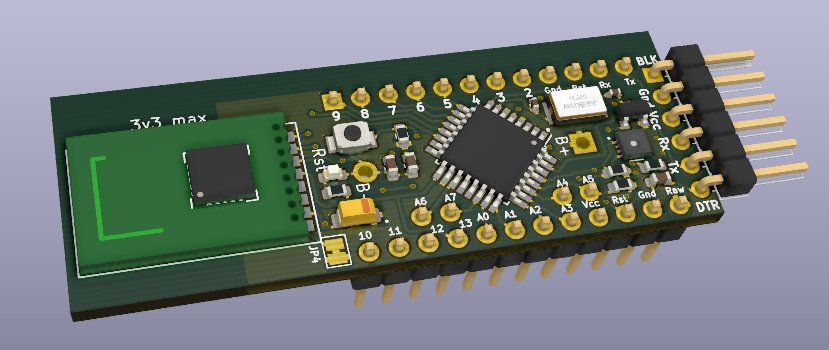 3v3 max
9 8 7 6 5 4 3 2 Gnd Rst Rx Tx BLK
Gnd
Vcc
Rx
Tx
DTR
Rst
B-
B+
JP4
10 11 12 13 A0 A1 A2 A3 Vcc Rst Gnd Raw
A6 A7
A4 A5